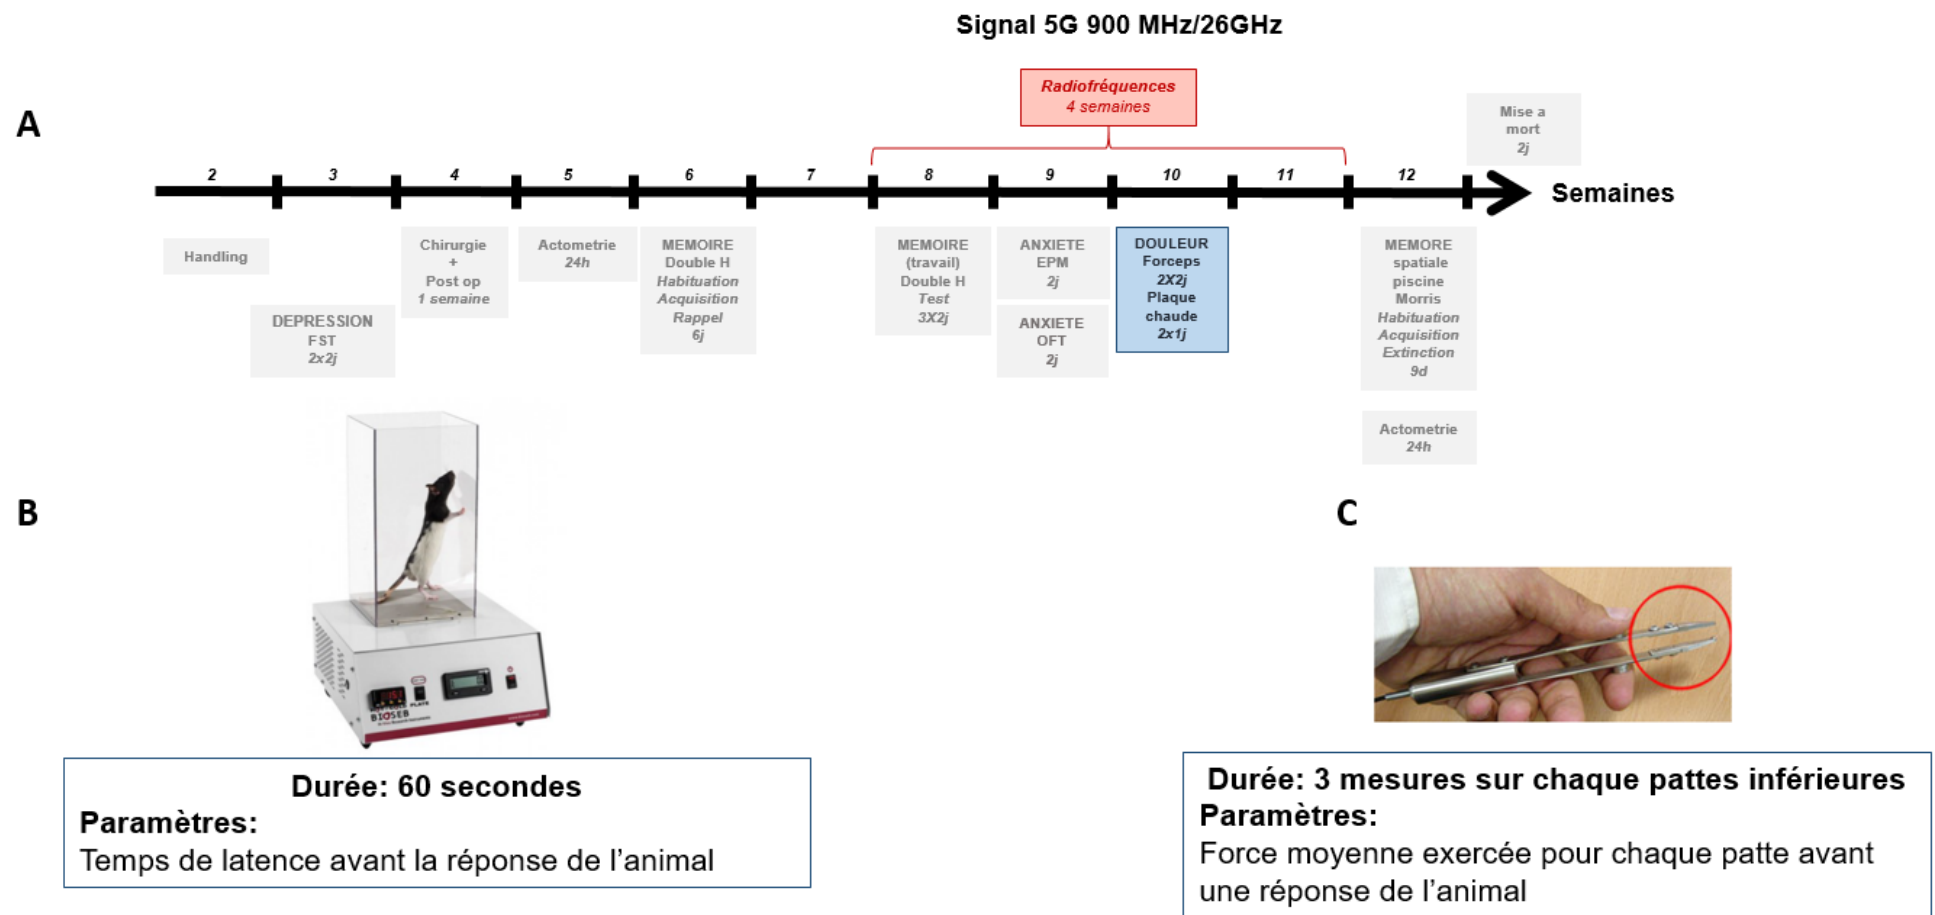 Signal 5G 900 MHz/26GHz
A
Radiofréquences
4 semaines
Mise a
mort
2j
2
3
4
5
6
7
8
9
10
11
12
Semaines
Handling
DEPRESSION
FST
2x2j
Chirurgie
+
Post op
1 semaine
Actometrie
24h
MEMOIRE
Double H
Habituation
Acquisition
Rappel
6j
MEMOIRE
(travail)
Double H
Test
3X2j
ANXIETE
EPM
2j
ANXIETE
OFT
2j
DOULEUR
Forceps
2X2j
Plaque
chaude
2x1j
MEMORE
spatiale
piscine
Morris
Habituation
Acquisition
Extinction
9d
Actometrie
24h
B
PLATE
BIOSEB
Durée: 60 secondes
Paramètres:
Temps de latence avant la réponse de l'animal
C
Durée: 3 mesures sur chaque pattes inférieures
Paramètres:
Force moyenne exercée pour chaque patte avant
une réponse de l'animal